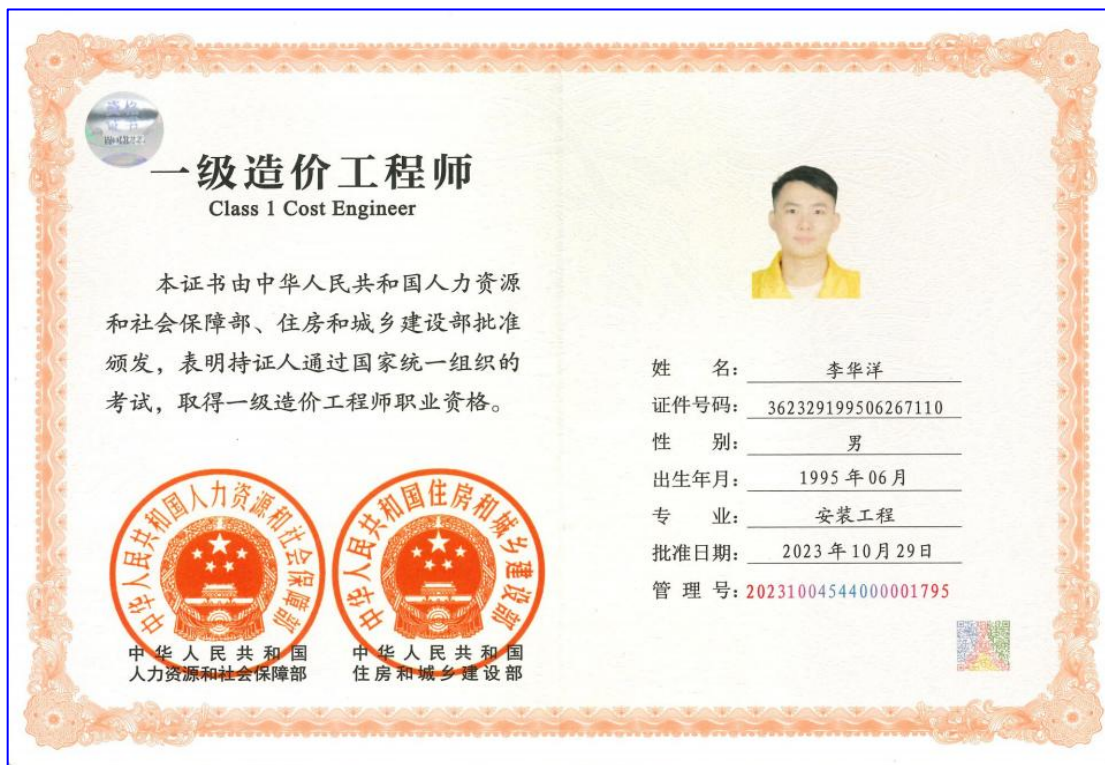 资格
证书
一级造价工程师
Class 1 Cost Engineer
本证书由中华人民共和国人力资源
和社会保障部、住房和城乡建设部批准
颁发，表明持证人通过国家统一组织的
考试，取得一级造价工程师职业资格。
中华人民共和国人力资源和社会保障部
中华人民共和国住房和城乡建设部
中华人民共和国
人力资源和社会保障部
中华人民共和国
住房和城乡建设部
姓 名：李华洋
证件号码：362329199506267110
性 别：男
出生年月：1995年06月
专 业：安装工程
批准日期：2023年10月29日
管 理 号：20231004544000001795